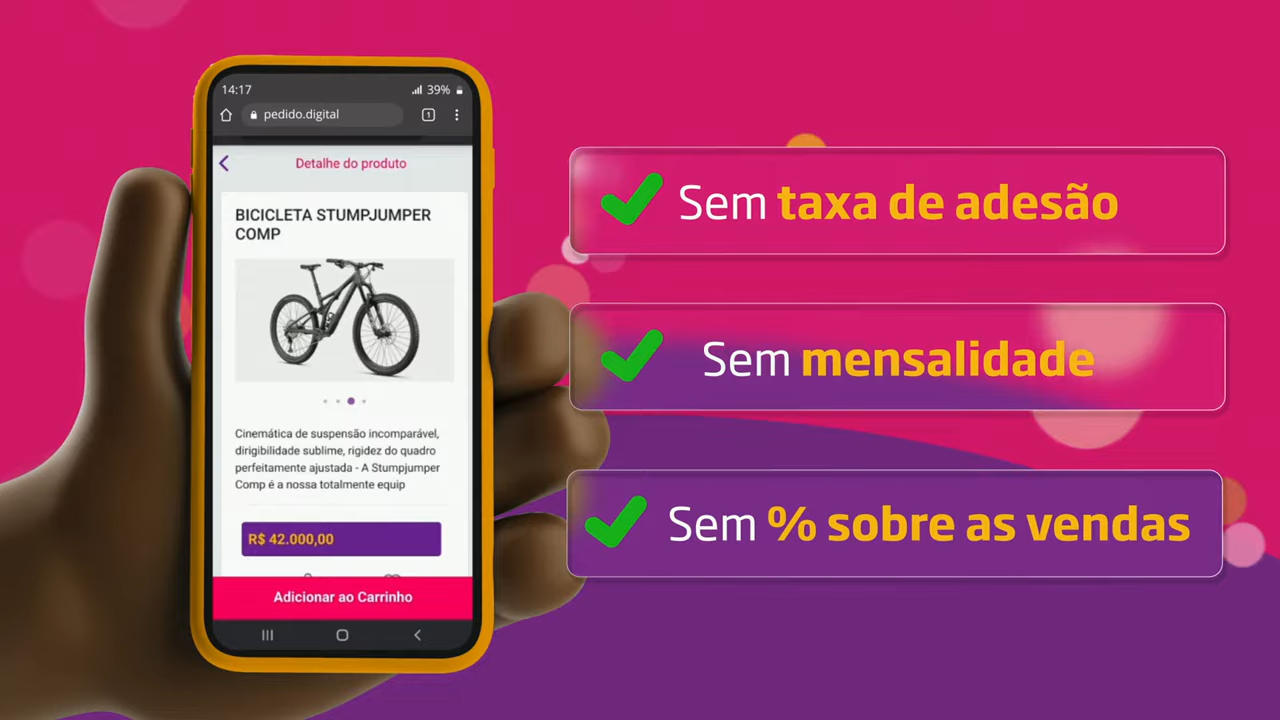 14:17
39%
pedido.digital
1
Detalhe do produto
BICICLETA STUMPJUMPER
COMP
Cinemática de suspensão incomparável,
dirigibilidade sublime, rigidez do quadro
perfeitamente ajustada - A Stumpjumper
Comp é a nossa totalmente equip
R$ 42.000,00
Adicionar ao Carrinho
Sem taxa de adesão
Sem mensalidade
Sem % sobre as vendas